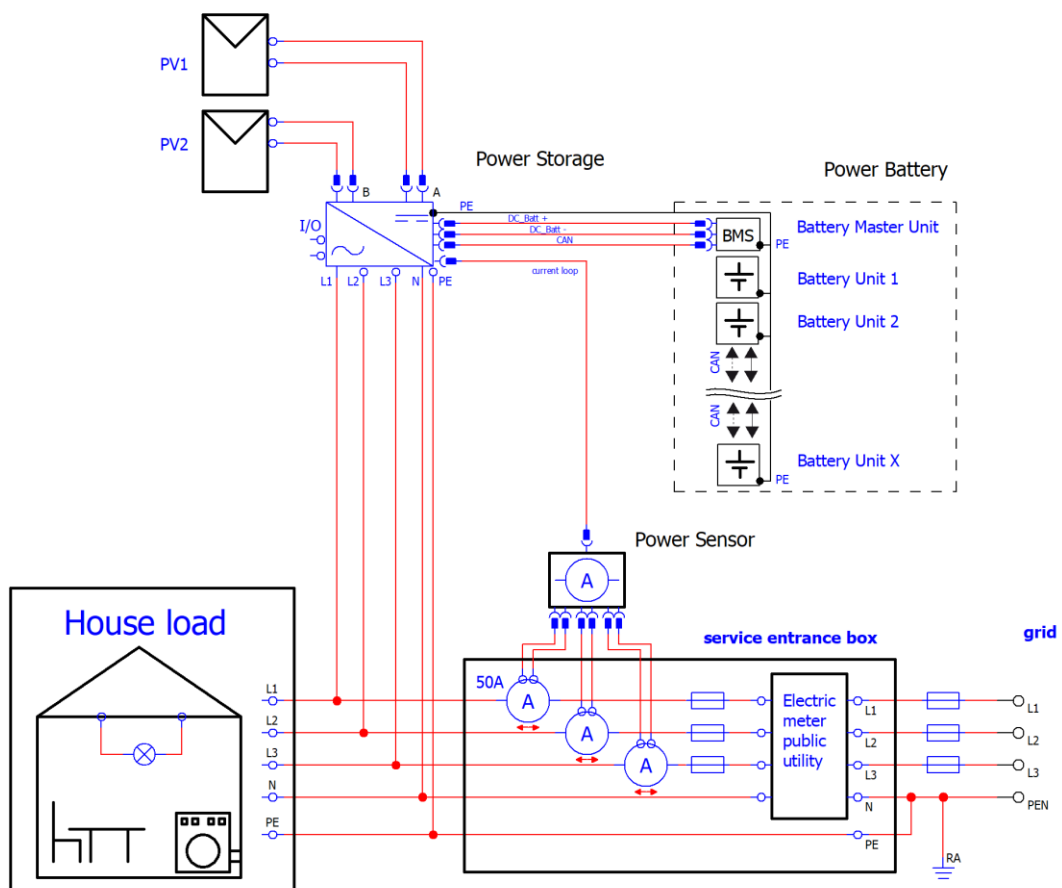 PV1
PV2
Power Storage
Power Battery
B
A
PE
I/O
DC_Batt +
DC_Batt -
CAN
current loop
L1
L2
L3
N
PE
BMS
PE
Battery Master Unit
Battery Unit 1
Battery Unit 2
CAN
CAN
Battery Unit X
PE
Power Sensor
A
House load
service entrance box
grid
L1
L2
L3
N
PE
50A
A
A
A
Electric
meter
public
utility
L1
L2
L3
N
PE
L1
L2
L3
PEN
RA